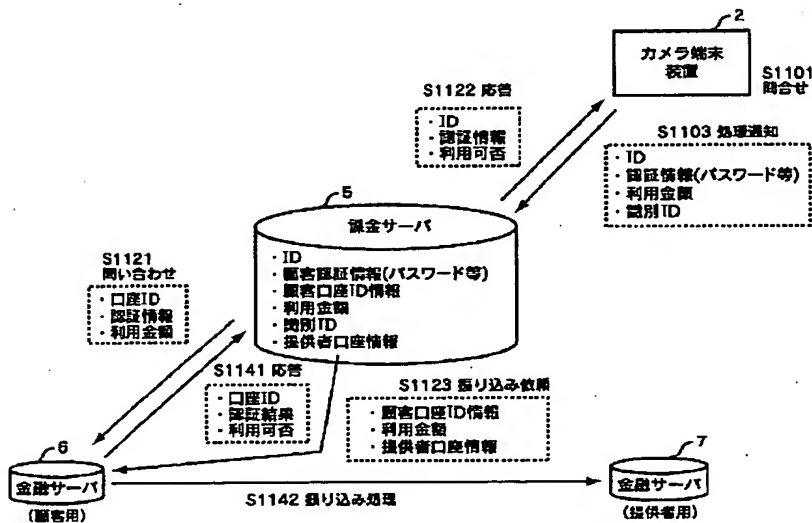 2
カメラ端末
装置
S1101
問合せ
S1122 応答
・ID
・認証情報
・利用可否
S1103 処理通知
・ID
・認証情報(パスワード等)
・利用金額
・識別ID
5
課金サーバ
・ID
・顧客認証情報(パスワード等)
・顧客口座ID情報
・利用金額
・識別ID
・提供者口座情報
S1121
問い合わせ
・口座ID
・認証情報
・利用金額
S1141 応答
・口座ID
・認証結果
・利用可否
S1123 振り込み依頼
・顧客口座ID情報
・利用金額
・提供者口座情報
6
金融サーバ
(顧客用)
S1142 振り込み処理
7
金融サーバ
(提供者用)